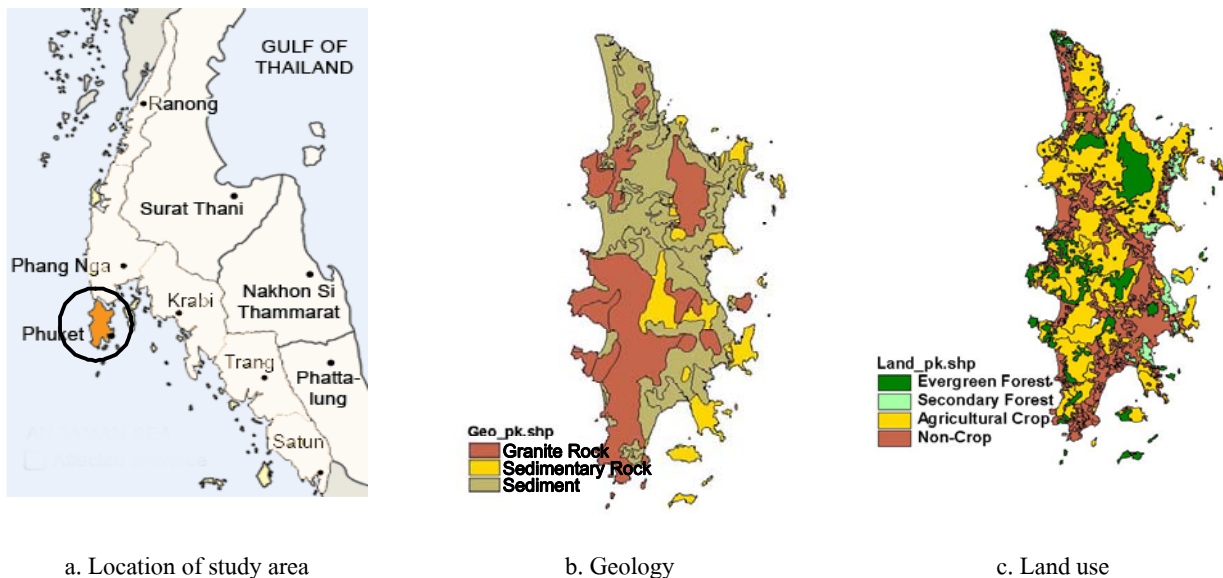 GULF OF
THAILAND
Ranong
Surat Thani
Phang Nga
Krabi
Nakhon Si
Thammarat
Phuket
Trang
Phatta-
lung
Satun
Geo_pk.shp
Granite Rock
Sedimentary Rock
Sediment
Land_pk.shp
Evergreen Forest
Secondary Forest
Agricultural Crop
Non-Crop
a. Location of study area
b. Geology
c. Land use